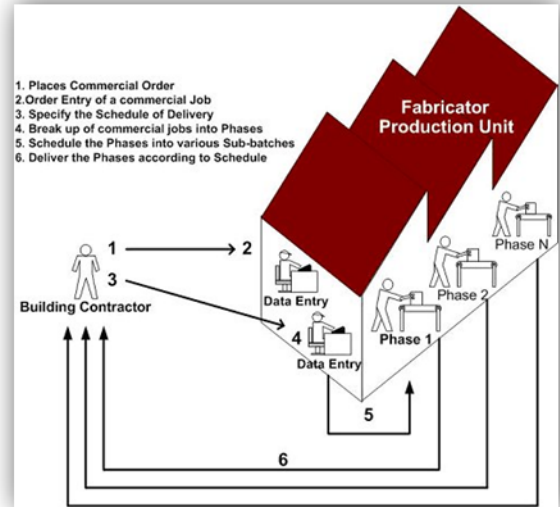 1. Places Commercial Order
2.Order Entry of a commercial Job
3. Specify the Schedule of Delivery
4. Break up of commercial jobs into Phases
5. Schedule the Phases into various Sub-batches
6. Deliver the Phases according to Schedule
Fabricator
Production Unit
Phase N
1
2
Phase 2
3
Data Entry
Building Contractor
Phase 1
4
Data Entry
5
6